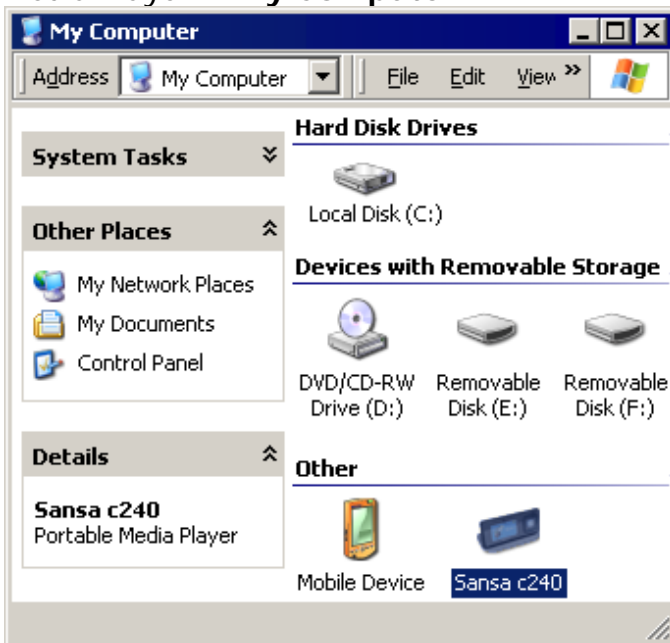 My Computer
Address My Computer File Edit View »
System Tasks
Other Places
My Network Places
My Documents
Control Panel
Details
Sansa c240
Portable Media Player
Hard Disk Drives
Local Disk (C:)
Devices with Removable Storage
DVD/CD-RW Drive (D:)
Removable Disk (E:)
Removable Disk (F:)
Other
Mobile Device
Sansa c240